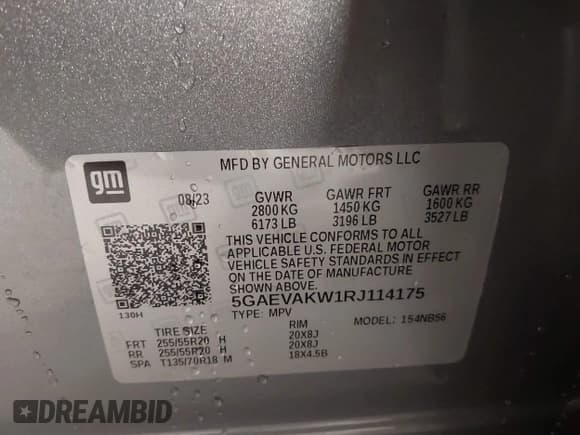 gm
MFD BY GENERAL MOTORS LLC
08/23
GVWR GAWR FRT GAWR RR
2800 KG 1450 KG 1600 KG
6173 LB 3196 LB 3527 LB
THIS VEHICLE CONFORMS TO ALL
APPLICABLE U.S. FEDERAL MOTOR
VEHICLE SAFETY STANDARDS IN EFFECT
ON THE DATE OF MANUFACTURE
SHOWN ABOVE.
5GAEVAKW1RJ114175
130H
TYPE: MPV MODEL: 154NB56
TIRE SIZE RIM
FRT 255/55R20 H 20X8J
RR 255/55R20 H 20X8J
SPA T135/70R18 M 18X4.5B
DREAMBID